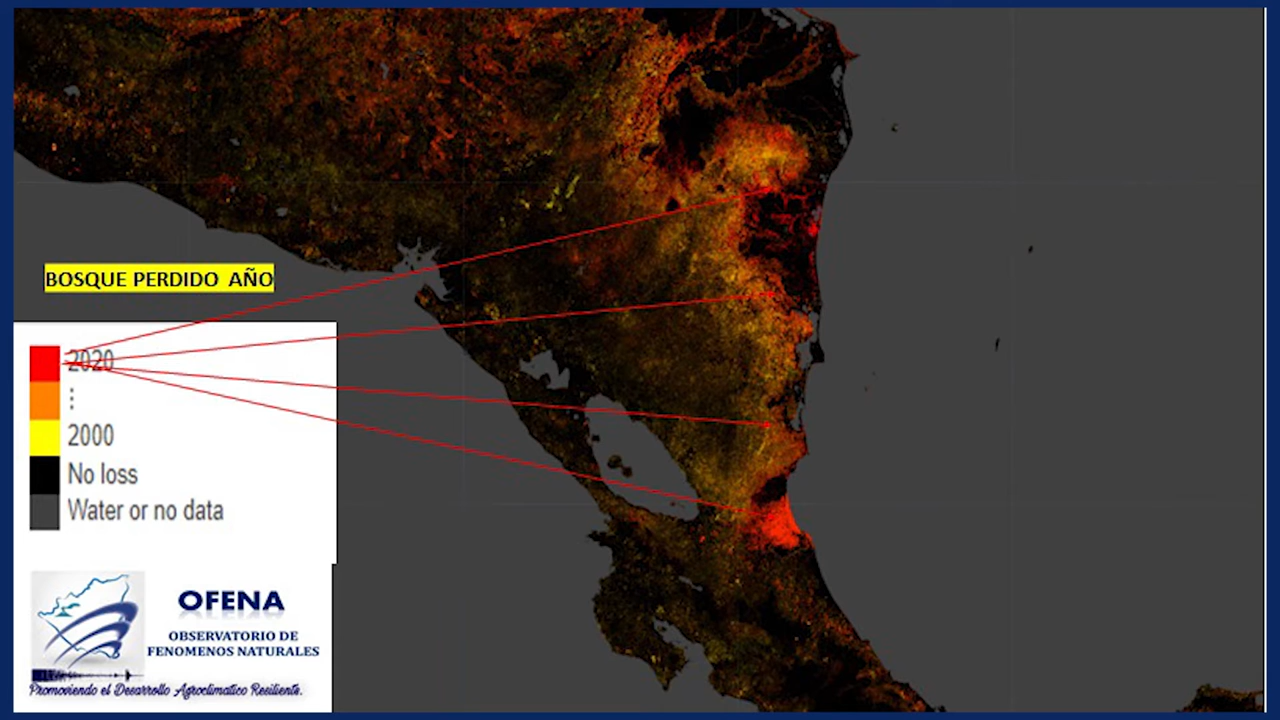 BOSQUE PERDIDO AÑO
2020
⋮
2000
No loss
Water or no data
OFENA
OBSERVATORIO DE
FENOMENOS NATURALES
Promoviendo el Desarrollo Agroclimatico Resiliente.